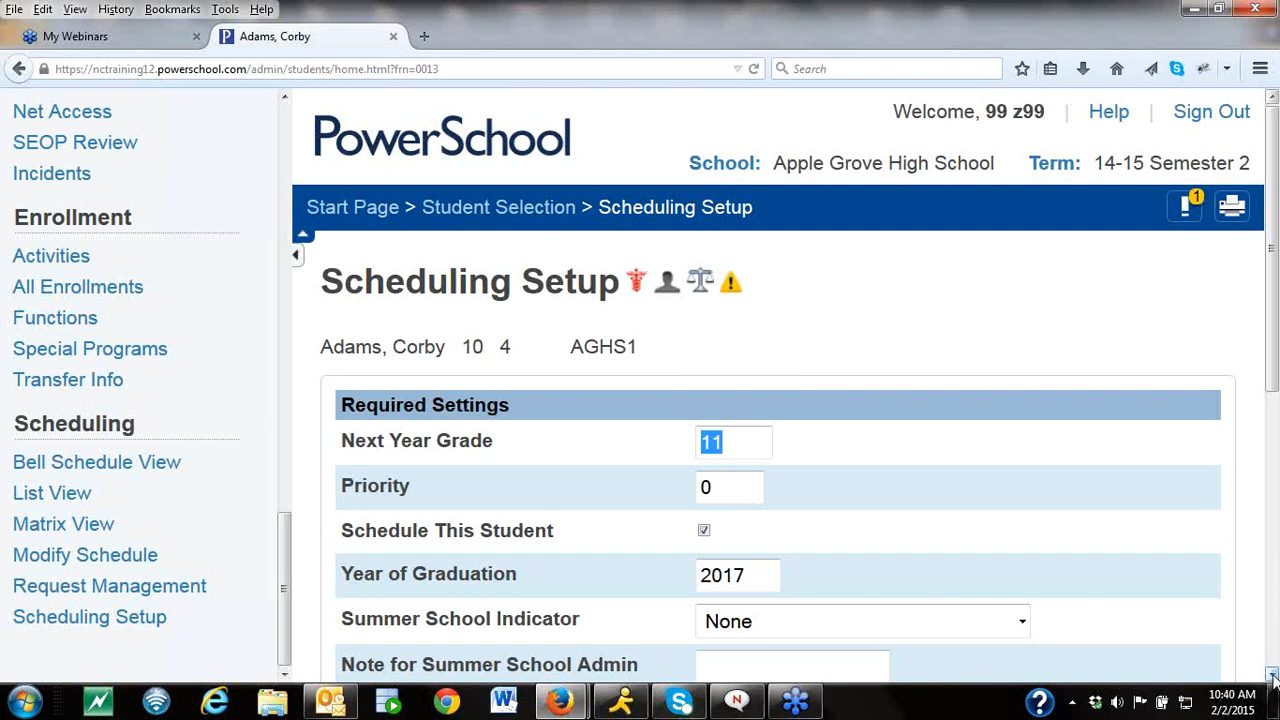 File Edit View History Bookmarks Tools Help
My Webinars
P Adams, Corby
https://nctraining12.powerschool.com/admin/students/home.html?frn=0013
Search
Net Access
SEOP Review
Incidents
Enrollment
Activities
All Enrollments
Functions
Special Programs
Transfer Info
Scheduling
Bell Schedule View
List View
Matrix View
Modify Schedule
Request Management
Scheduling Setup
PowerSchool
Welcome, 99 z99 | Help | Sign Out
School: Apple Grove High School Term: 14-15 Semester 2
Start Page > Student Selection > Scheduling Setup
1
Scheduling Setup
Adams, Corby 10 4 AGHS1
Required Settings
Next Year Grade 11
Priority 0
Schedule This Student
Year of Graduation 2017
Summer School Indicator None
Note for Summer School Admin
10:40 AM
2/2/2015